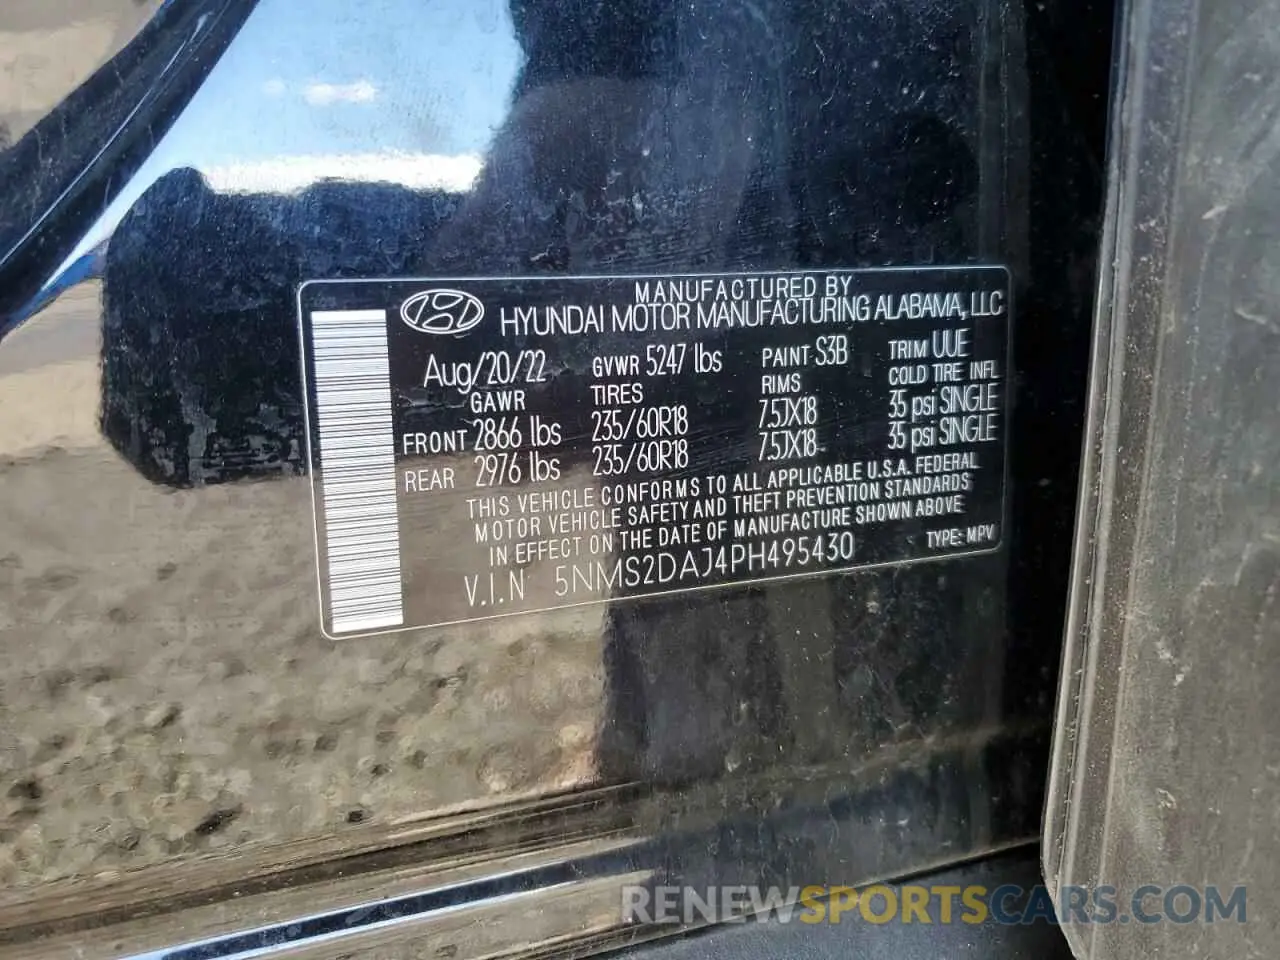 MANUFACTURED BY
HYUNDAI MOTOR MANUFACTURING ALABAMA, LLC
Aug/20/22 GVWR 5247 lbs PAINT S3B TRIM UUE
GAWR TIRES RIMS COLD TIRE INFL
FRONT 2866 lbs 235/60R18 7.5JX18 35 psi SINGLE
REAR 2976 lbs 235/60R18 7.5JX18 35 psi SINGLE
THIS VEHICLE CONFORMS TO ALL APPLICABLE U.S.A. FEDERAL
MOTOR VEHICLE SAFETY AND THEFT PREVENTION STANDARDS
IN EFFECT ON THE DATE OF MANUFACTURE SHOWN ABOVE
V.I.N 5NMS2DAJ4PH495430 TYPE: MPV
RENEWSPORTSCARS.COM